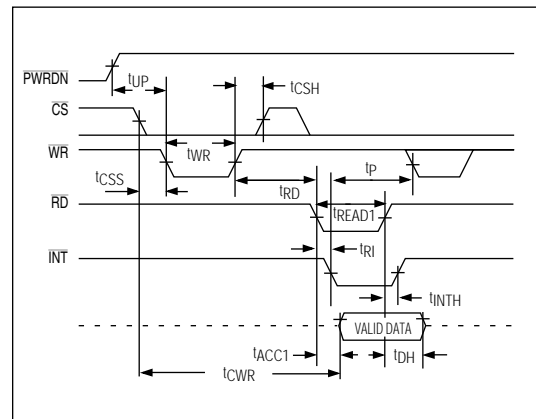 PWRDN
tUP
tCSH
CS
WR
tWR
tCSS
tP
tRD
RD
tREAD1
tRI
INT
tINTH
VALID DATA
tACC1
tDH
tCWR